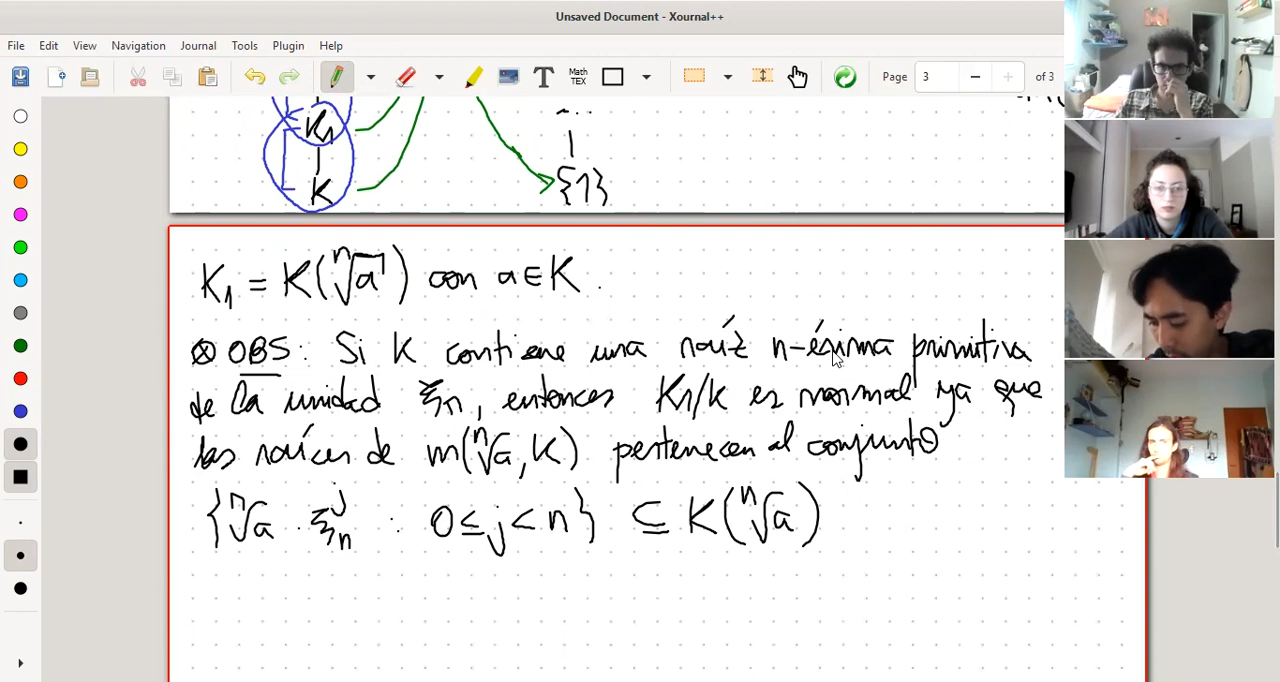 Unsaved Document - Xournal++
File Edit View Navigation Journal Tools Plugin Help
Math TEX Page 3 of 3
K₁
K
...
{1}
K₁ = K(ⁿ√a) con a ∈ K.
⊗ OBS: Si K contiene una raíz n-ésima primitiva
de la unidad ξₙ, entonces K₁/K es normal ya que
las raíces de m(ⁿ√a, K) pertenecen al conjunto
{ⁿ√a · ξₙʲ : 0 ≤ j < n} ⊆ K(ⁿ√a)